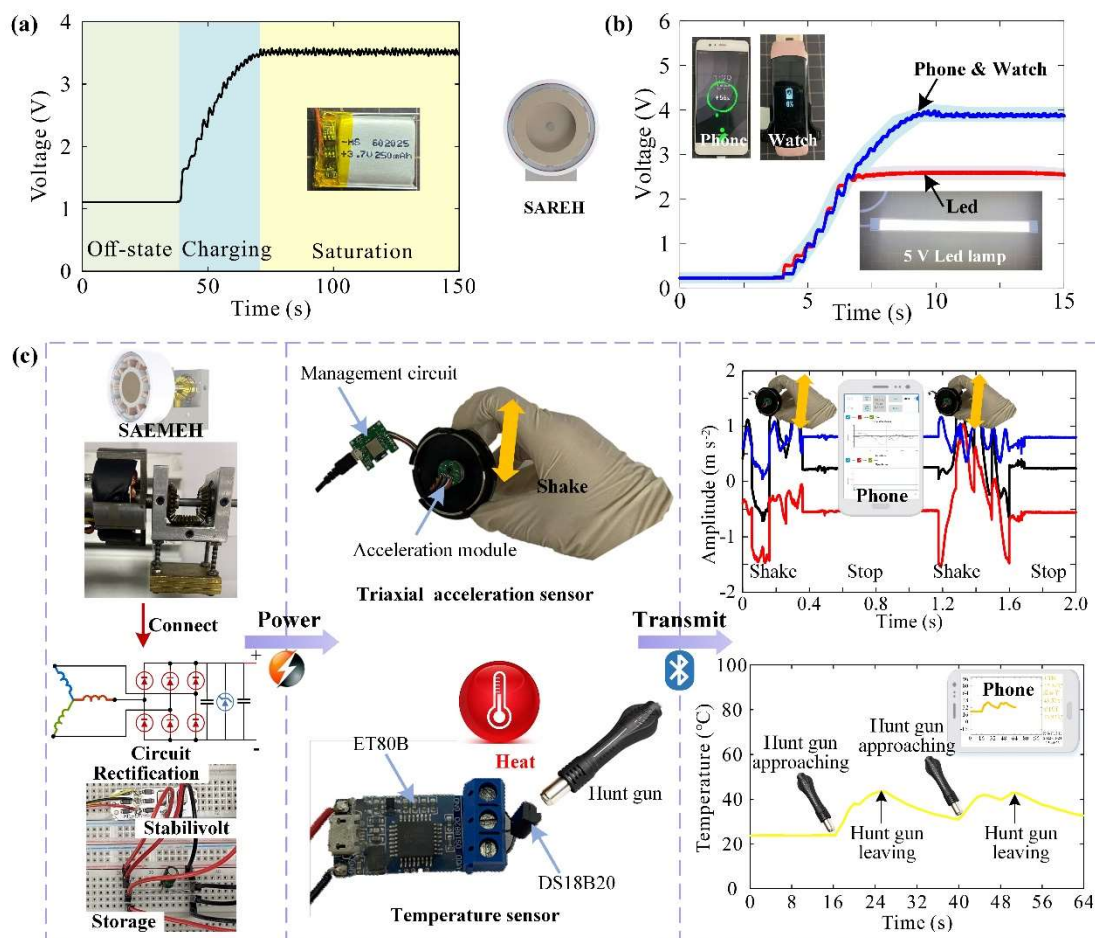 (a)
4
3
2
1
0
Voltage (V)
Off-state
Charging
Saturation
-HS 602025
+3.7V 250mAh
0
50
100
150
Time (s)
SAREH
(b)
6
5
4
3
2
1
0
Voltage (V)
Phone
Watch
Phone & Watch
Led
5 V Led lamp
0
5
10
15
Time (s)
(c)
SAEMEH
Connect
+
-
Circuit
Rectification
Stabilivolt
Storage
Power
Management circuit
Shake
Acceleration module
Triaxial acceleration sensor
Heat
ET80B
Hunt gun
DS18B20
Temperature sensor
Transmit
2
1
0
-1
-2
Amplitude (m s⁻²)
Phone
Shake
Stop
Shake
Stop
0
0.4
0.8
1.2
1.6
2.0
Time (s)
100
80
60
40
20
0
Temperature (℃)
Phone
Hunt gun
approaching
Hunt gun
approaching
Hunt gun
leaving
Hunt gun
leaving
0
16
26
40
52
64
Time (s)